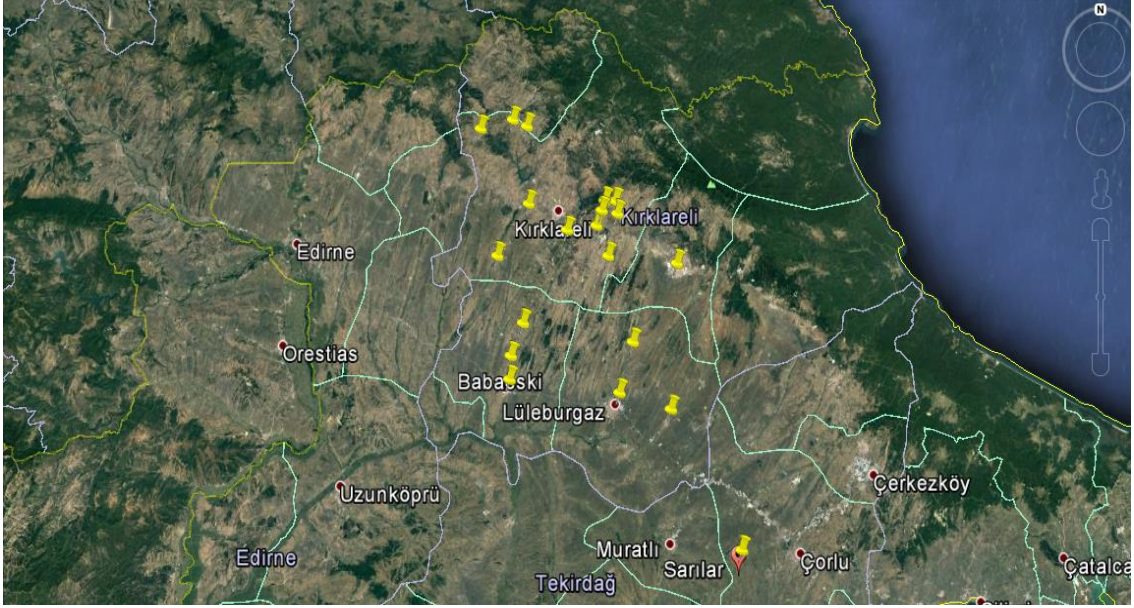 N
Kırklareli
Kırklareli
Edirne
Orestias
Babaeski
Lüleburgaz
Uzunköprü
Çerkezköy
Edirne
Muratlı
Sarılar
Çorlu
Çatalca
Tekirdağ